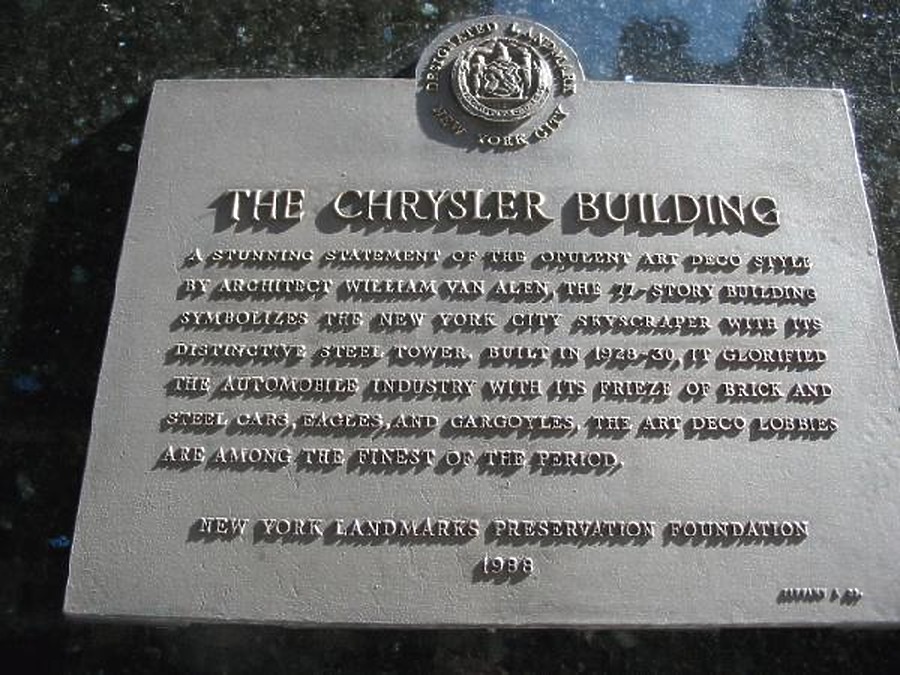 DESIGNATED LANDMARK
NEW YORK CITY
THE CHRYSLER BUILDING
A STUNNING STATEMENT OF THE OPULENT ART DECO STYLE
BY ARCHITECT WILLIAM VAN ALEN, THE 77-STORY BUILDING
SYMBOLIZES THE NEW YORK CITY SKYSCRAPER WITH ITS
DISTINCTIVE STEEL TOWER. BUILT IN 1928-30, IT GLORIFIED
THE AUTOMOBILE INDUSTRY WITH ITS FRIEZE OF BRICK AND
STEEL CARS, EAGLES, AND GARGOYLES. THE ART DECO LOBBIES
ARE AMONG THE FINEST OF THE PERIOD.
NEW YORK LANDMARKS PRESERVATION FOUNDATION
1988